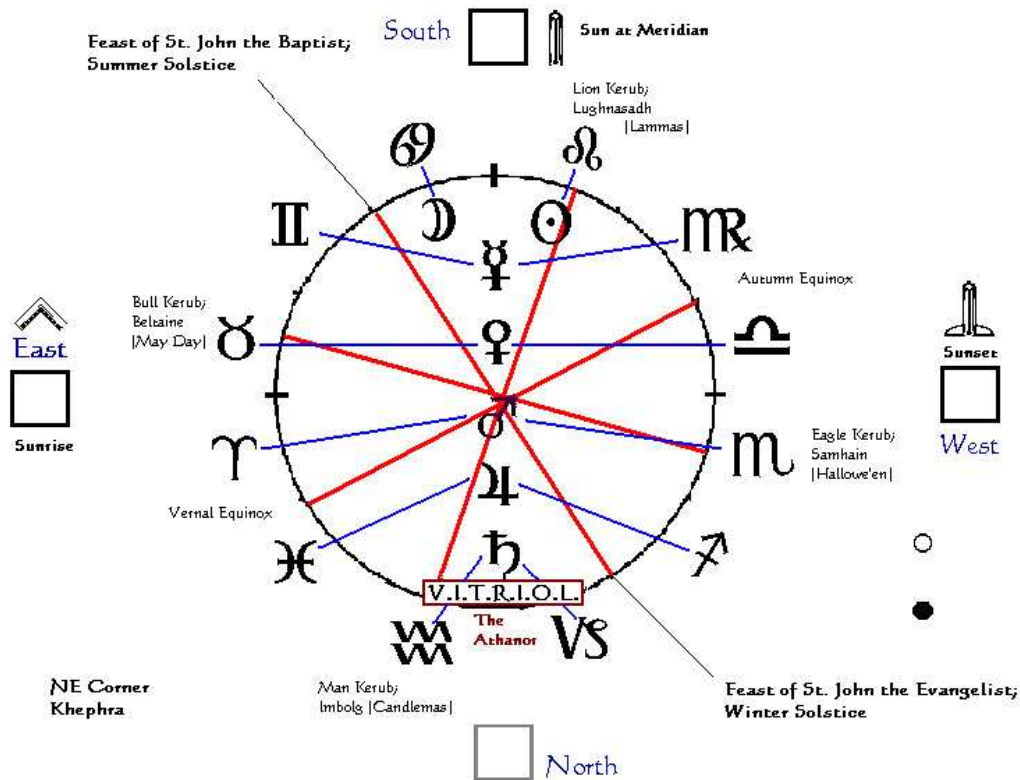 South
Sun at Meridian
Feast of St. John the Baptist;
Summer Solstice
Lion Kerub;
Lughnasadh
|Lammas|
Autumn Equinox
Bull Kerub;
Beltaine
|May Day|
East
Sunrise
Sunset
West
Eagle Kerub;
Samhain
|Hallowe'en|
Vernal Equinox
V.I.T.R.I.O.L.
The
Athanor
NE Corner
Khephra
Man Kerub;
Imbolg |Candlemas|
Feast of St. John the Evangelist;
Winter Solstice
North